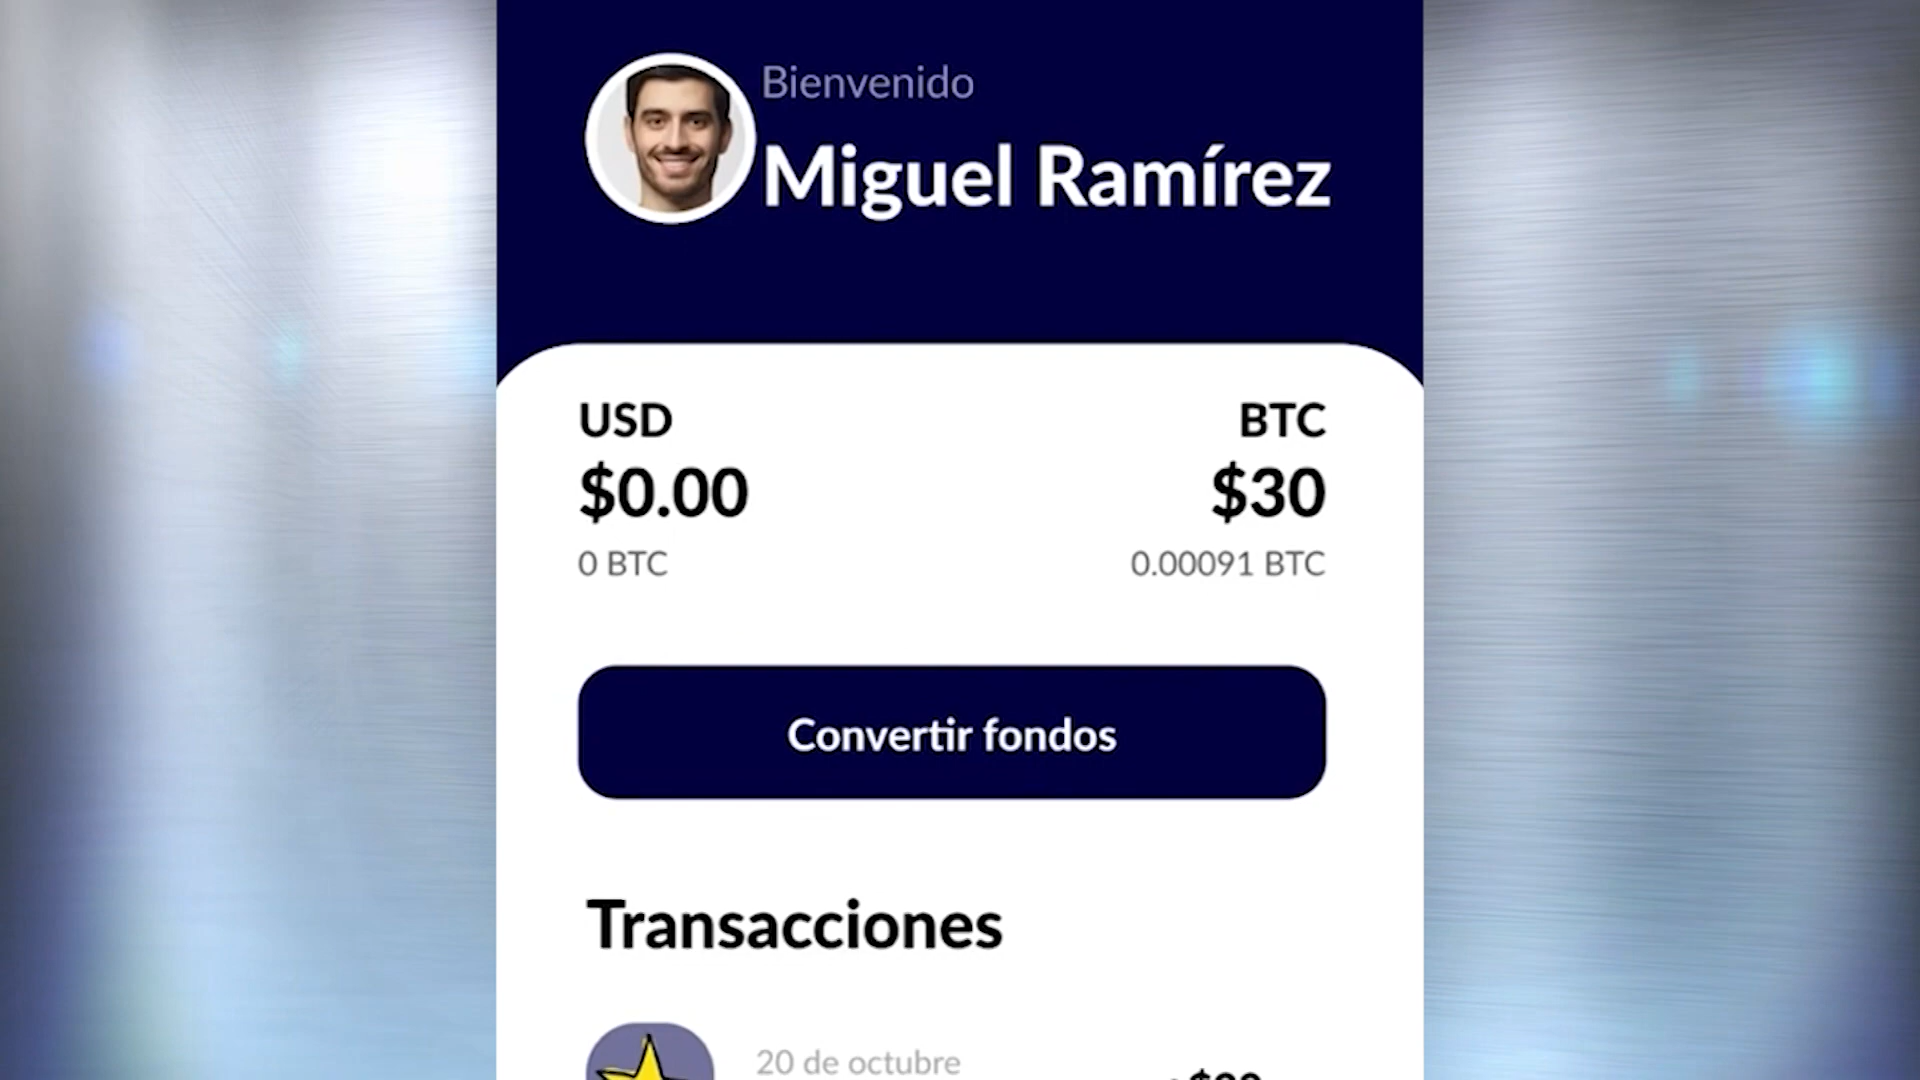 Bienvenido
Miguel Ramírez
USD
BTC
$0.00
$30
0 BTC
0.00091 BTC
Convertir fondos
Transacciones
20 de octubre